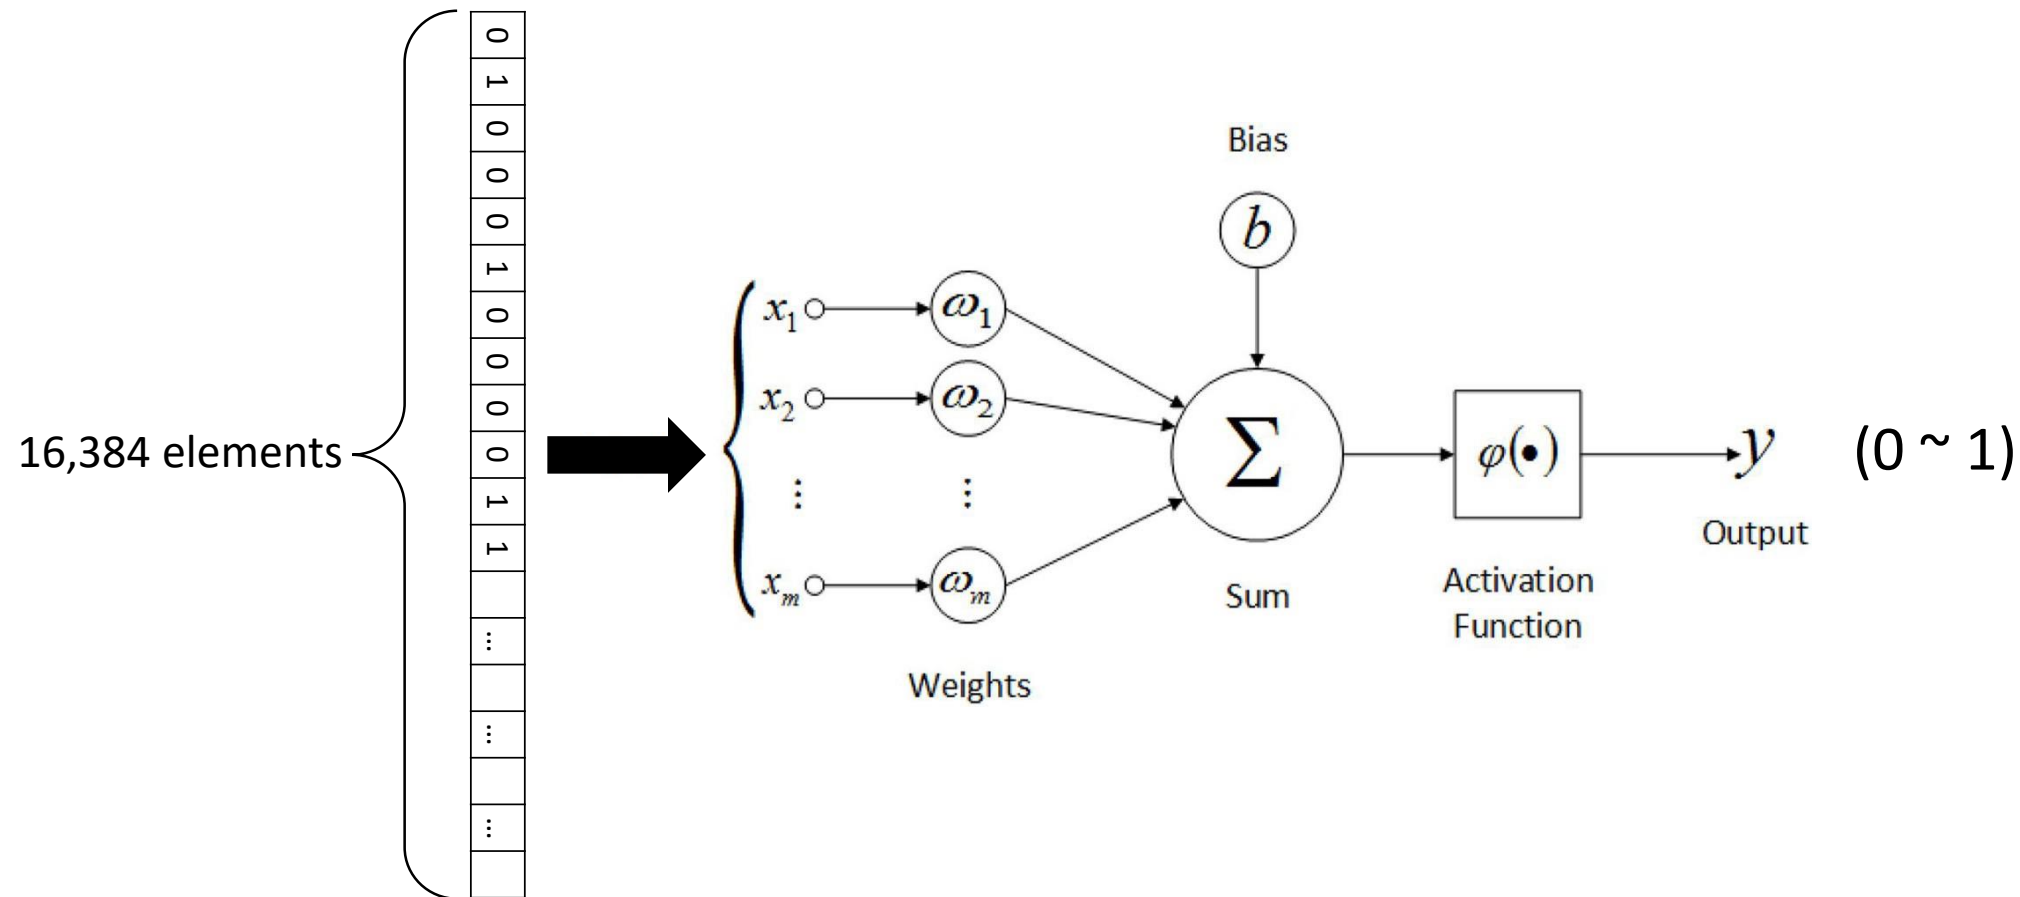 16,384 elements
0
1
0
0
0
1
0
0
0
0
1
1
...
...
...
x₁
x₂
⋮
xₘ
ω₁
ω₂
⋮
ωₘ
Weights
Bias
b
Σ
Sum
φ(•)
Activation
Function
y
Output
(0 ~ 1)